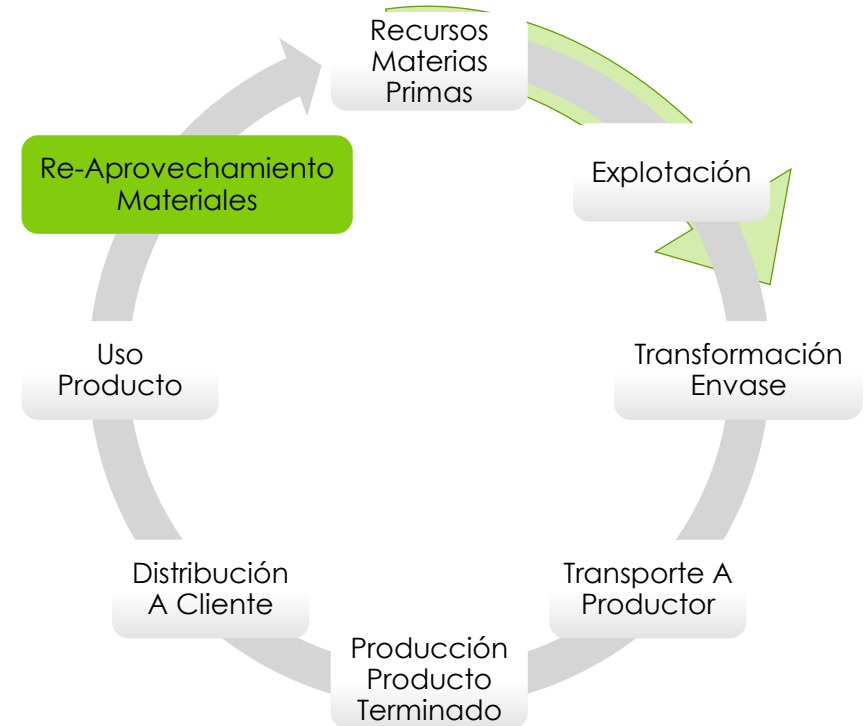 Recursos
Materias
Primas
Explotación
Transformación
Envase
Transporte A
Productor
Producción
Producto
Terminado
Distribución
A Cliente
Uso
Producto
Re-Aprovechamiento
Materiales